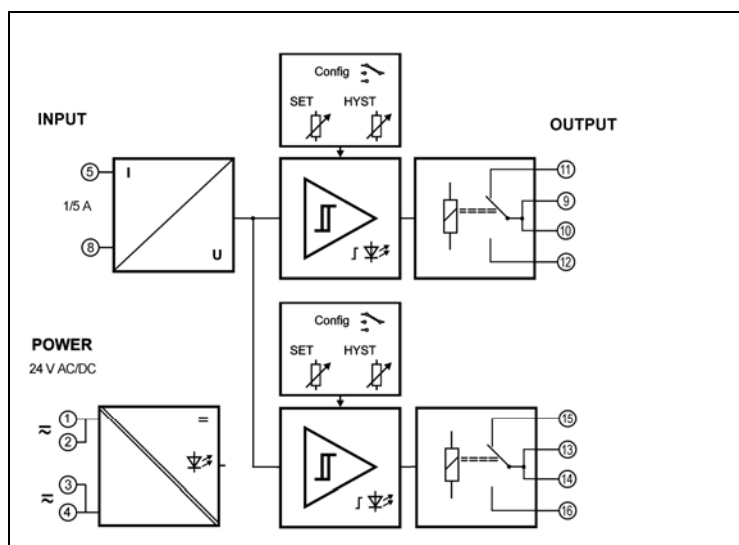 Config
SET HYST
INPUT
OUTPUT
5
I
1/5 A
8
U
11
9
10
12
Config
SET HYST
POWER
24 V AC/DC
1
2
3
4
=
15
13
14
16